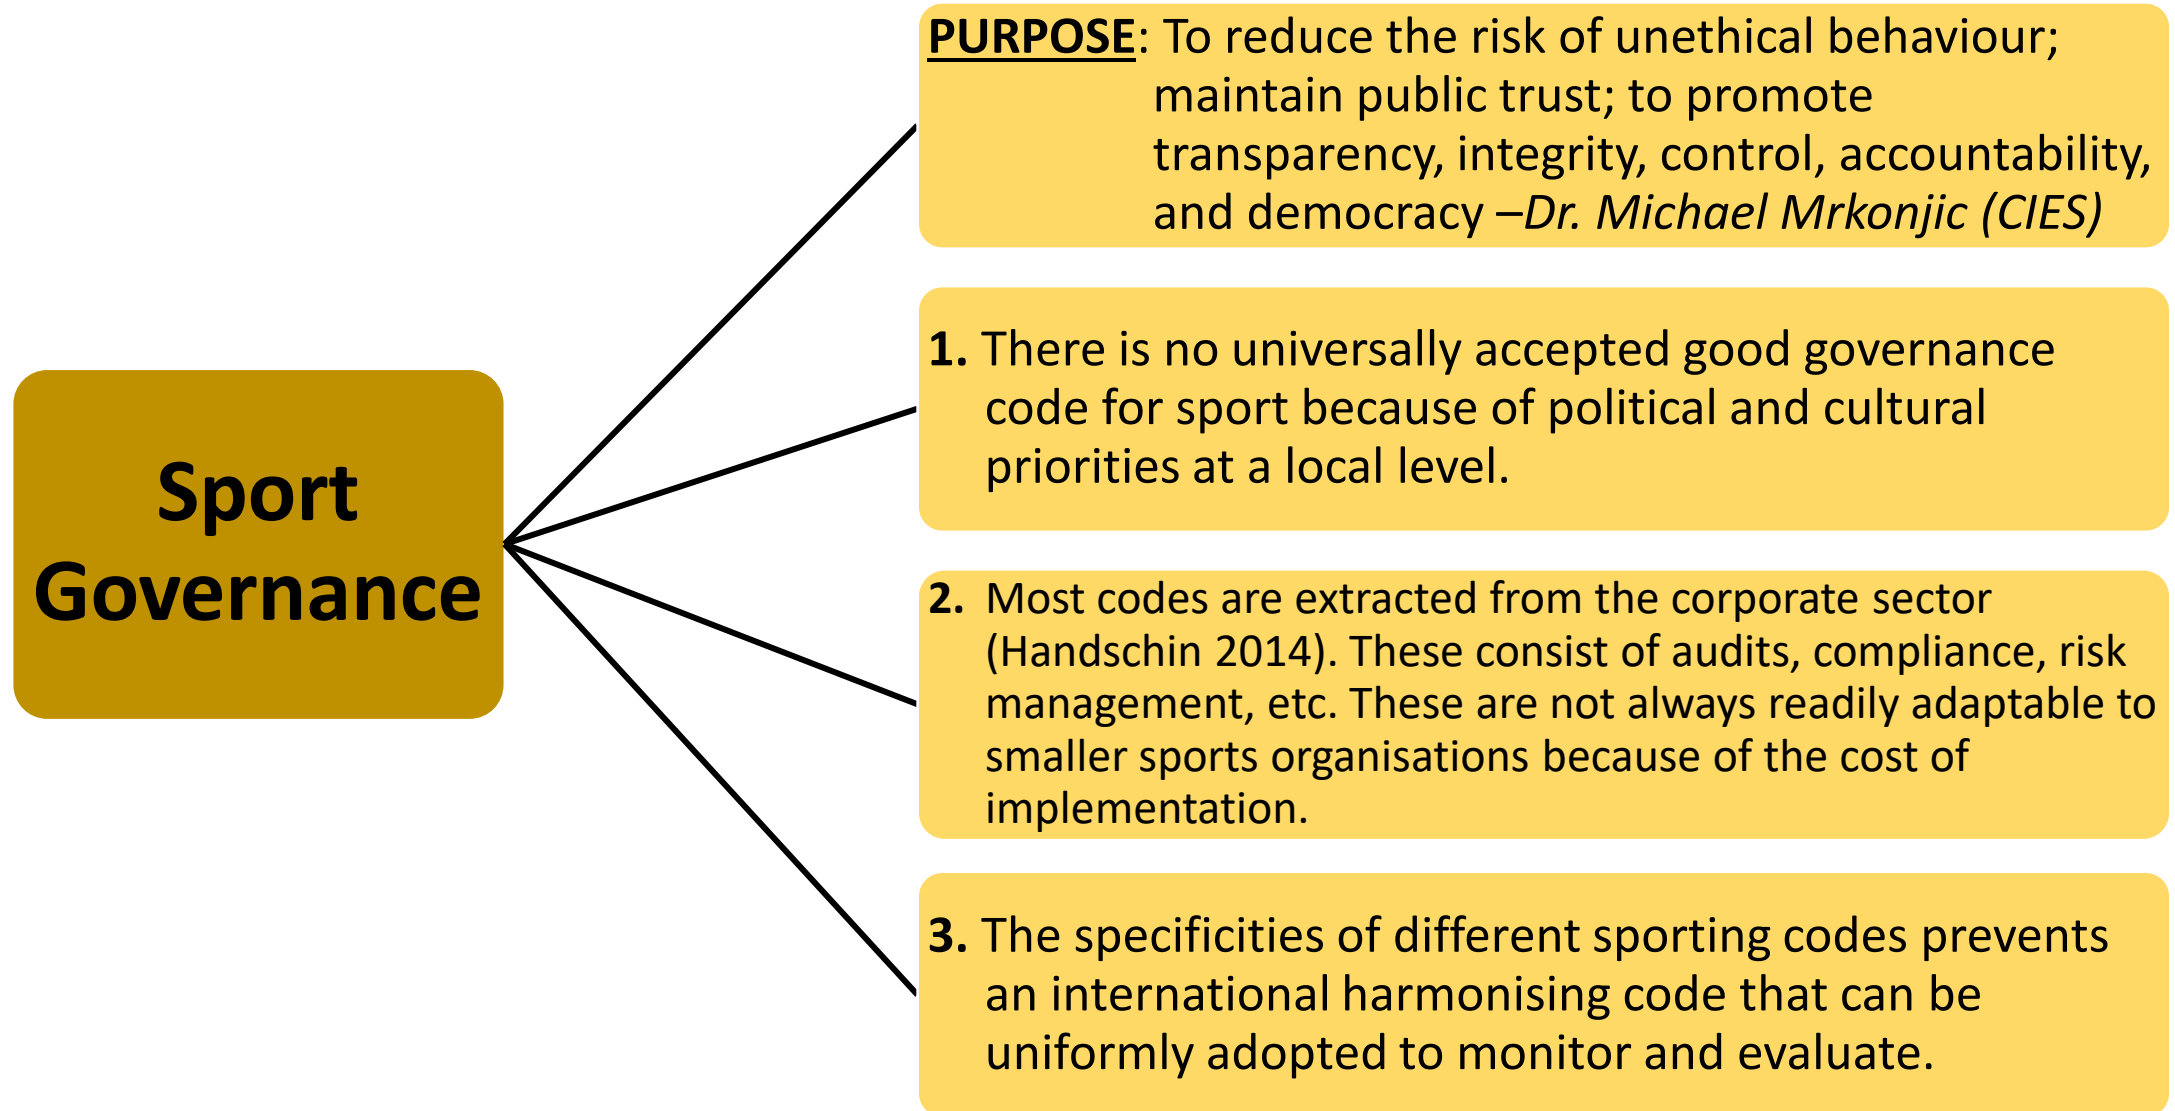 Sport
Governance
PURPOSE: To reduce the risk of unethical behaviour;
maintain public trust; to promote
transparency, integrity, control, accountability,
and democracy –Dr. Michael Mrkonjic (CIES)
1. There is no universally accepted good governance
code for sport because of political and cultural
priorities at a local level.
2. Most codes are extracted from the corporate sector
(Handschin 2014). These consist of audits, compliance, risk
management, etc. These are not always readily adaptable to
smaller sports organisations because of the cost of
implementation.
3. The specificities of different sporting codes prevents
an international harmonising code that can be
uniformly adopted to monitor and evaluate.